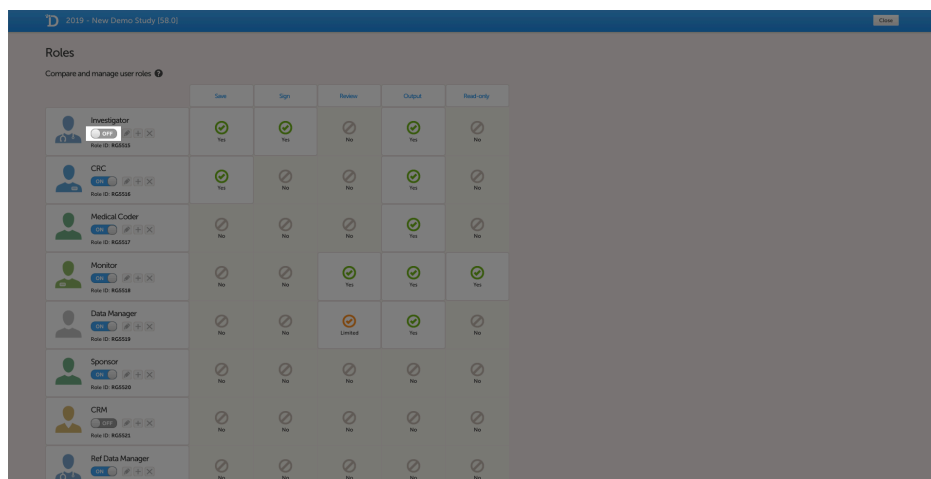 2019 - New Demo Study [58.0]
Close
Roles
Compare and manage user roles ?
Save Sign Review Output Read-only
Investigator
OFF
Role ID: RG5515
Yes Yes No Yes No
CRC
ON
Role ID: RG5516
Yes No No Yes No
Medical Coder
ON
Role ID: RG5517
No No No Yes No
Monitor
ON
Role ID: RG5518
No No Yes Yes Yes
Data Manager
ON
Role ID: RG5519
No No Limited Yes No
Sponsor
ON
Role ID: RG5520
No No No No No
CRM
OFF
Role ID: RG5521
No No No No No
Ref Data Manager
ON
No No No No No